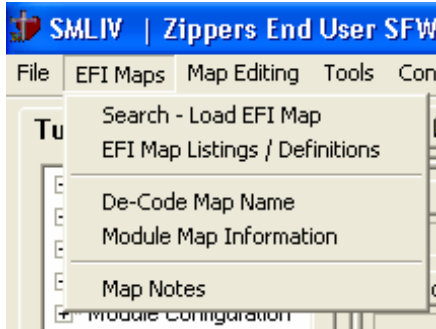 SMLIV | Zippers End User SFW
File EFI Maps Map Editing Tools Con
Tu
Search - Load EFI Map
EFI Map Listings / Definitions
De-Code Map Name
Module Map Information
Map Notes
Module Configuration